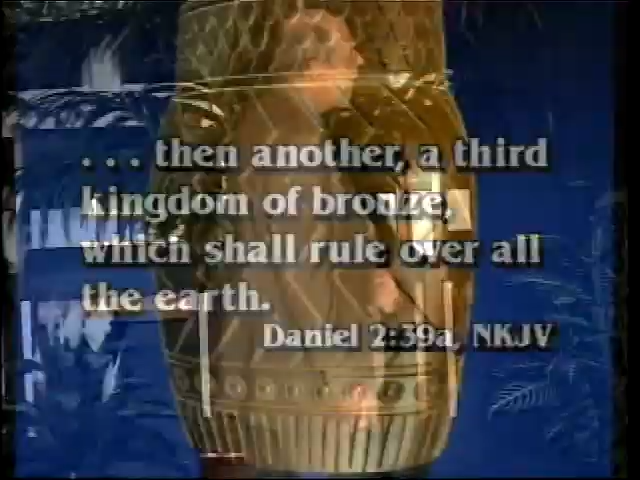 . . . then another, a third
kingdom of bronze,
which shall rule over all
the earth.
Daniel 2:39a, NKJV